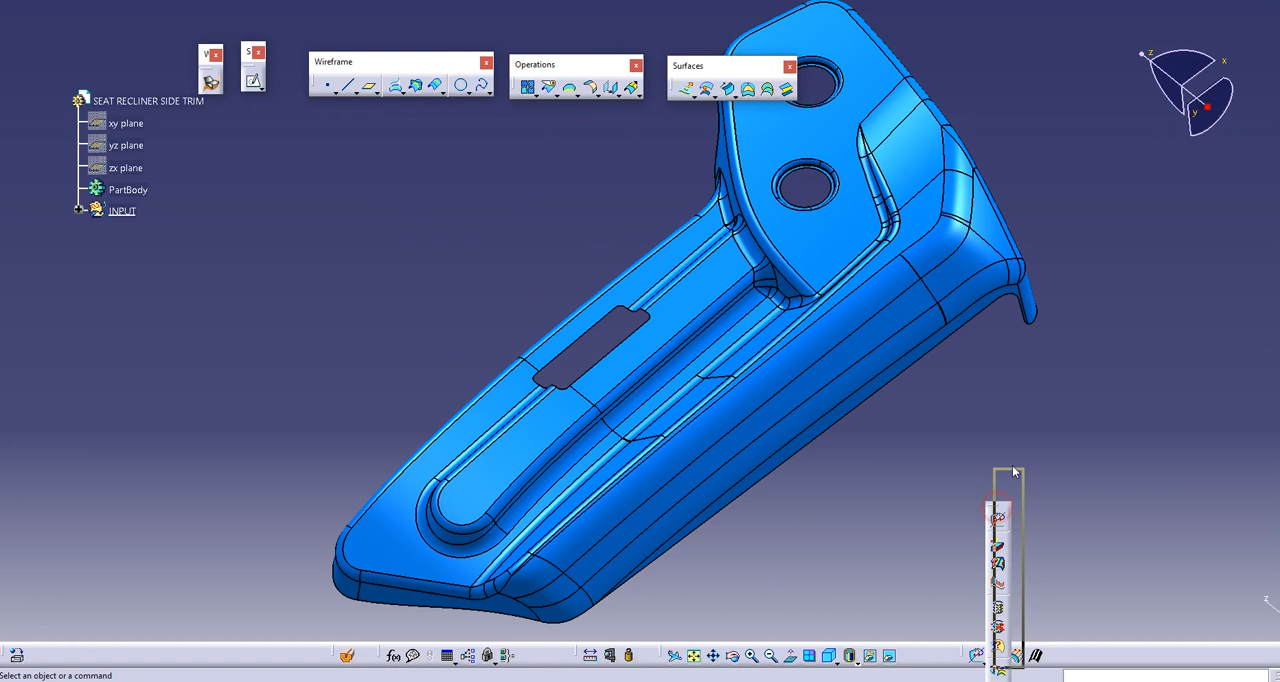 Wireframe
Operations
Surfaces
S
SEAT RECLINER SIDE TRIM
xy plane
yz plane
zx plane
PartBody
INPUT
z
x
y
z
f(x)
Select an object or a command